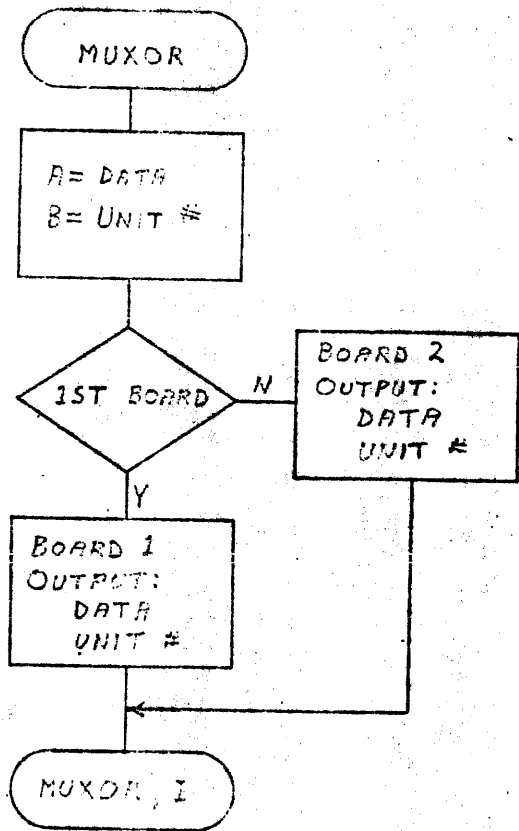 MUXOR
A= DATA
B= UNIT #
1ST BOARD
N
BOARD 2
OUTPUT:
DATA
UNIT #
Y
BOARD 1
OUTPUT:
DATA
UNIT #
MUXOR, I